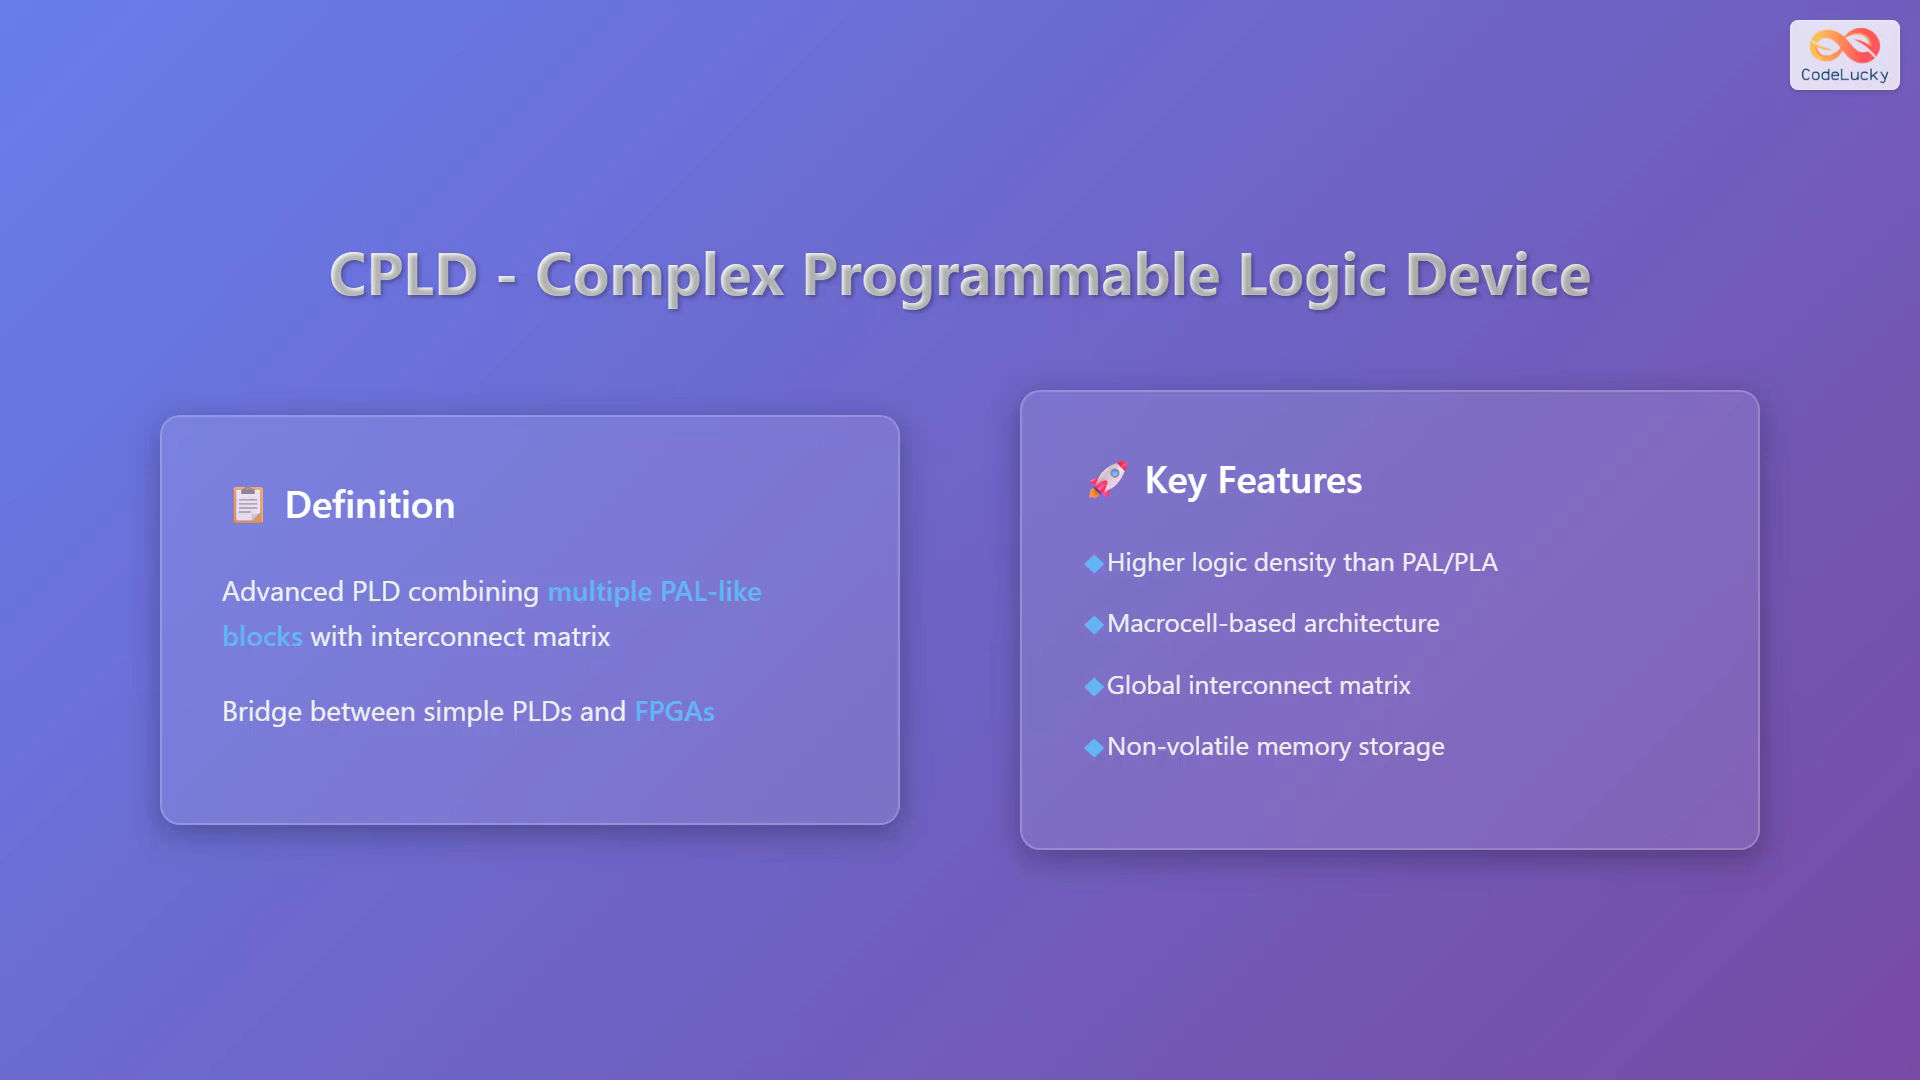 CodeLucky
CPLD - Complex Programmable Logic Device
Definition
Advanced PLD combining multiple PAL-like
blocks with interconnect matrix
Bridge between simple PLDs and FPGAs
Key Features
Higher logic density than PAL/PLA
Macrocell-based architecture
Global interconnect matrix
Non-volatile memory storage